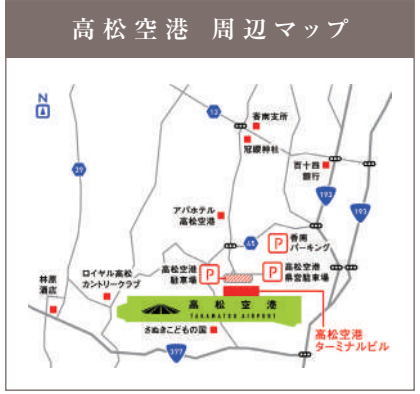 高松空港 周辺マップ
N
13
香南支所
冠纓神社
39
百十四
銀行
193
193
アパホテル
高松空港
45
P
香南
パーキング
高松空港
駐車場
P
P
高松空港
県営駐車場
林原
酒店
ロイヤル高松
カントリークラブ
高松空港
TAKAMATSU AIRPORT
さぬきこどもの国
高松空港
ターミナルビル
377